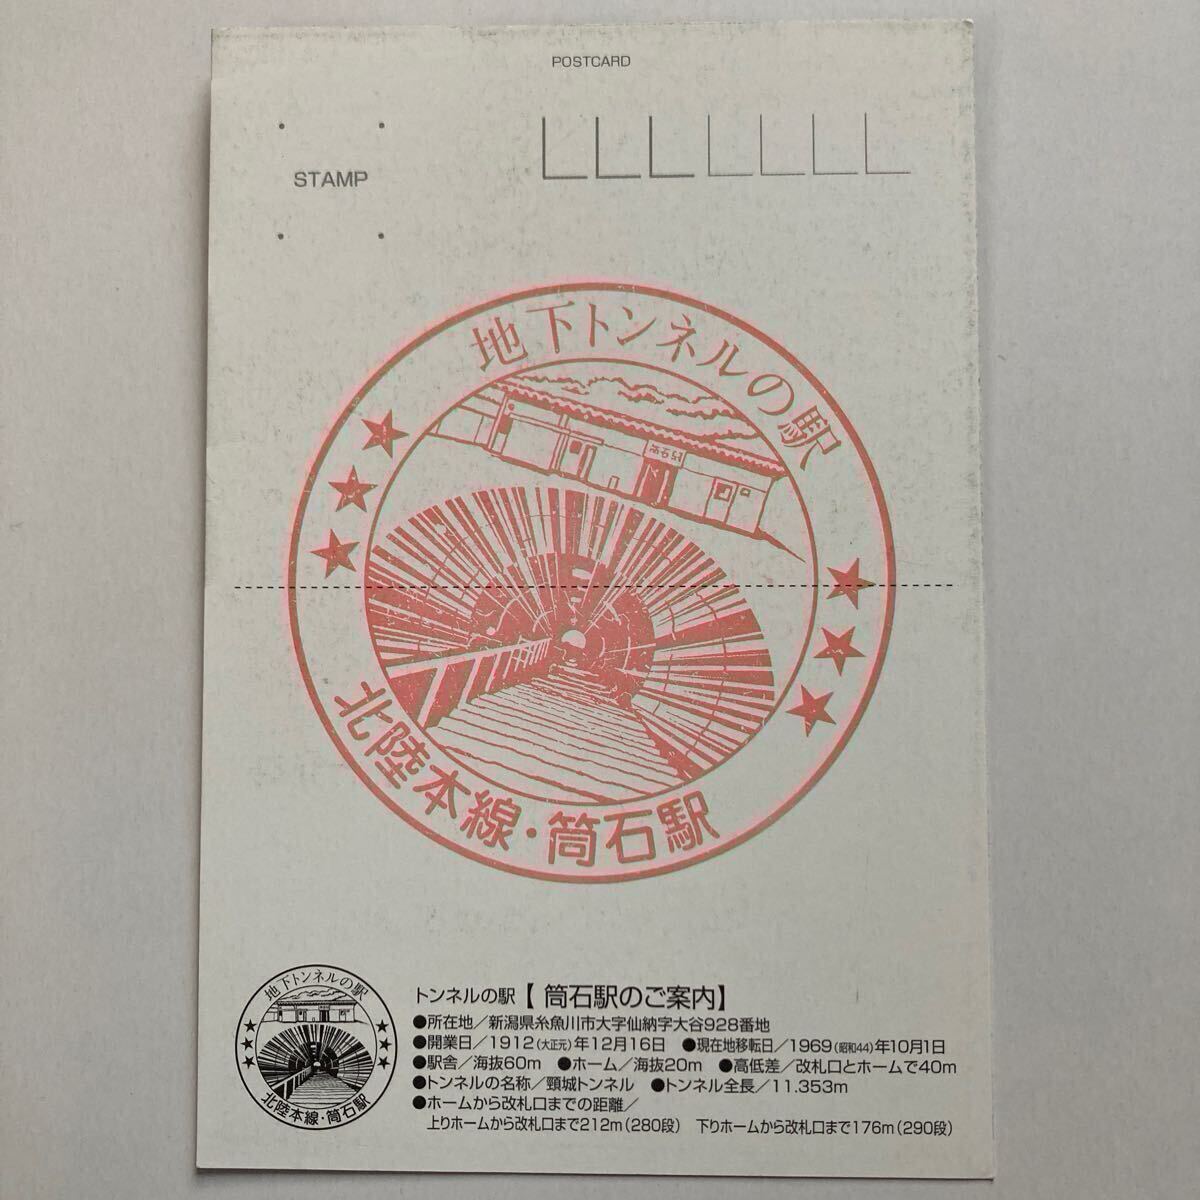 POSTCARD
STAMP
地下トンネルの駅
筒石駅
北陸本線・筒石駅
地下トンネルの駅
北陸本線・筒石駅
トンネルの駅【 筒石駅のご案内】
●所在地／新潟県糸魚川市大字仙納字大谷928番地
●開業日／1912(大正元)年12月16日 ●現在地移転日／1969(昭和44)年10月1日
●駅舎／海抜60m ●ホーム／海抜20m ●高低差／改札口とホームで40m
●トンネルの名称／頸城トンネル ●トンネル全長／11.353m
●ホームから改札口までの距離／
上りホームから改札口まで212m(280段) 下りホームから改札口まで176m(290段)